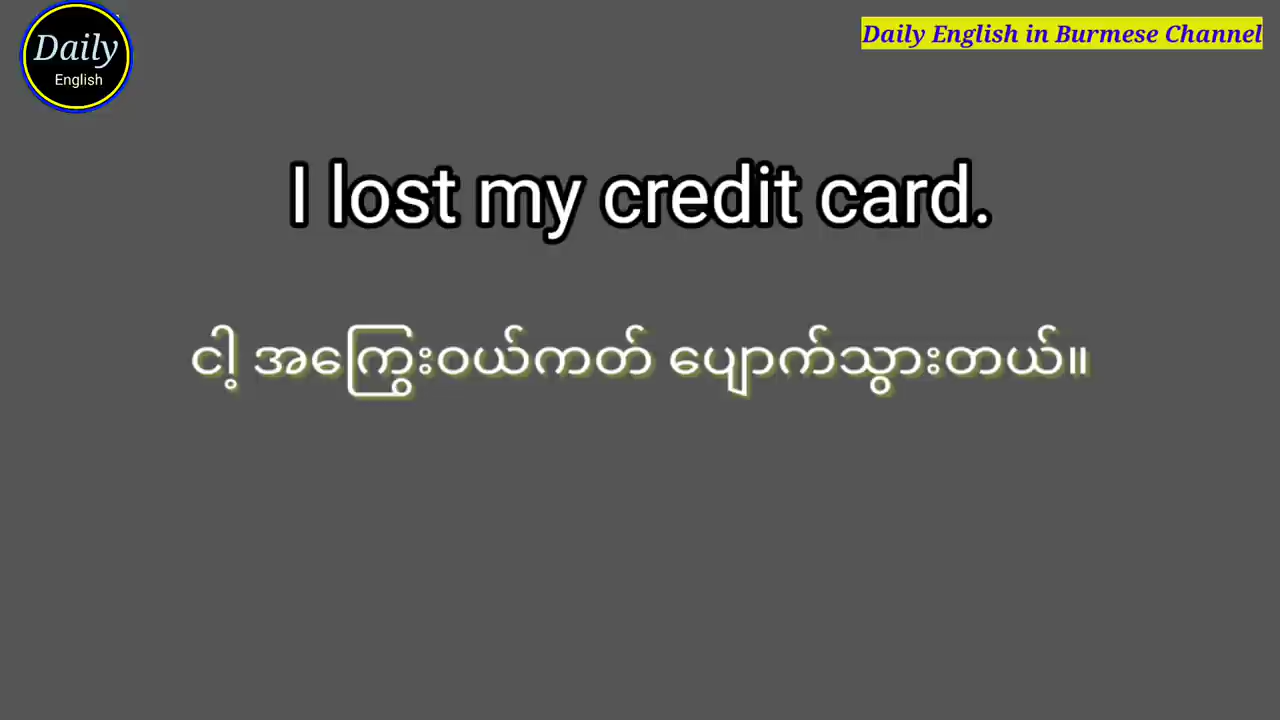 Daily
English
Daily English in Burmese Channel
I lost my credit card.
ငါ့ အကြွေးဝယ်ကတ် ပျောက်သွားတယ်။